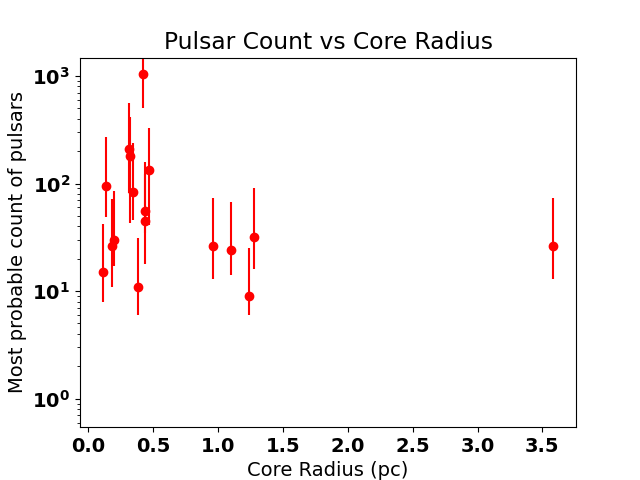 Pulsar Count vs Core Radius
Most probable count of pulsars
10³
10²
10¹
10⁰
0.0 0.5 1.0 1.5 2.0 2.5 3.0 3.5
Core Radius (pc)